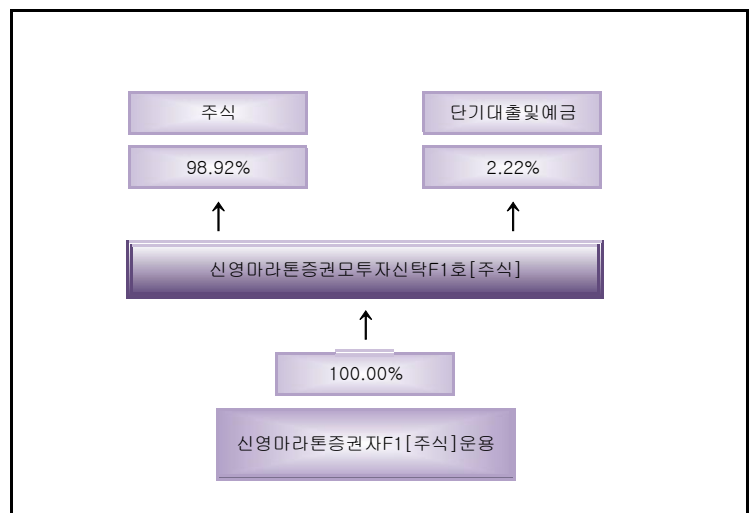 주식
단기대출및예금
98.92%
2.22%
↑
↑
신영마라톤증권모투자신탁F1호[주식]
↑
100.00%
신영마라톤증권자F1[주식]운용